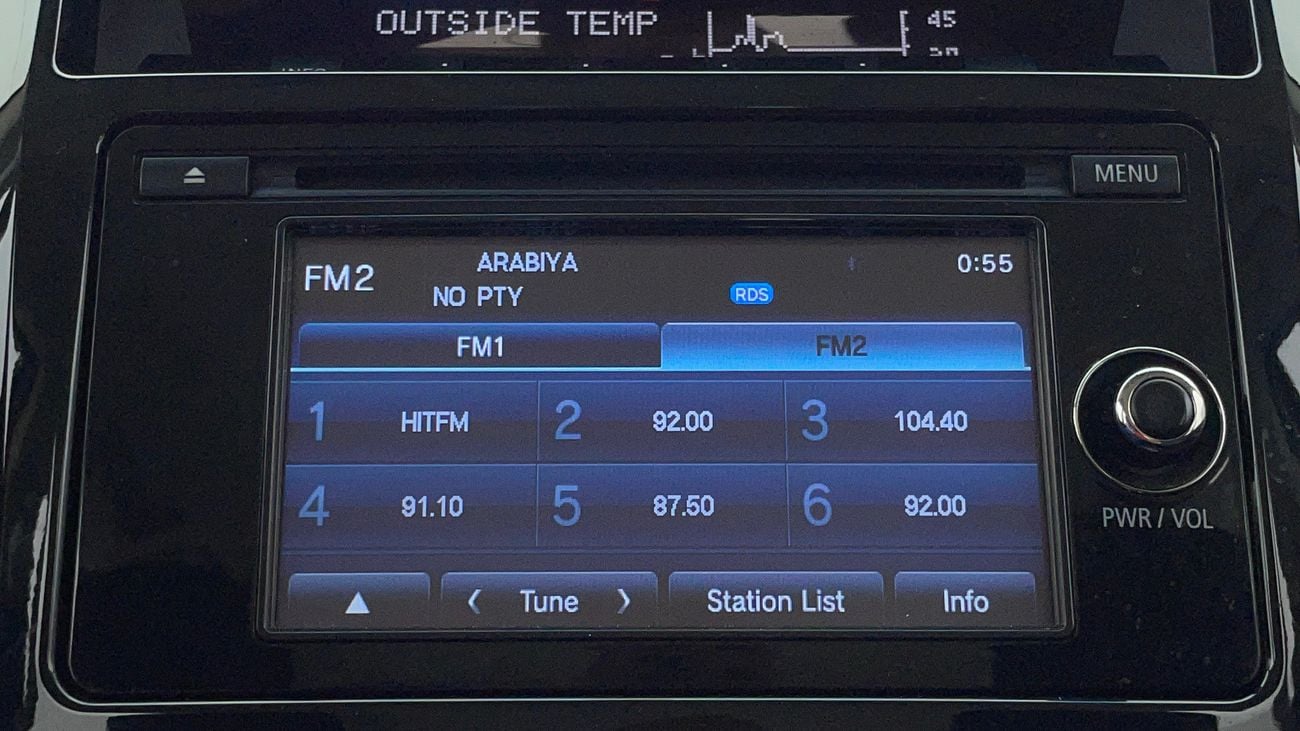 OUTSIDE TEMP 45
MENU
FM2 ARABIYA 0:55
NO PTY RDS
FM1 FM2
1 HITFM 2 92.00 3 104.40
4 91.10 5 87.50 6 92.00
PWR / VOL
▲ < Tune > Station List Info